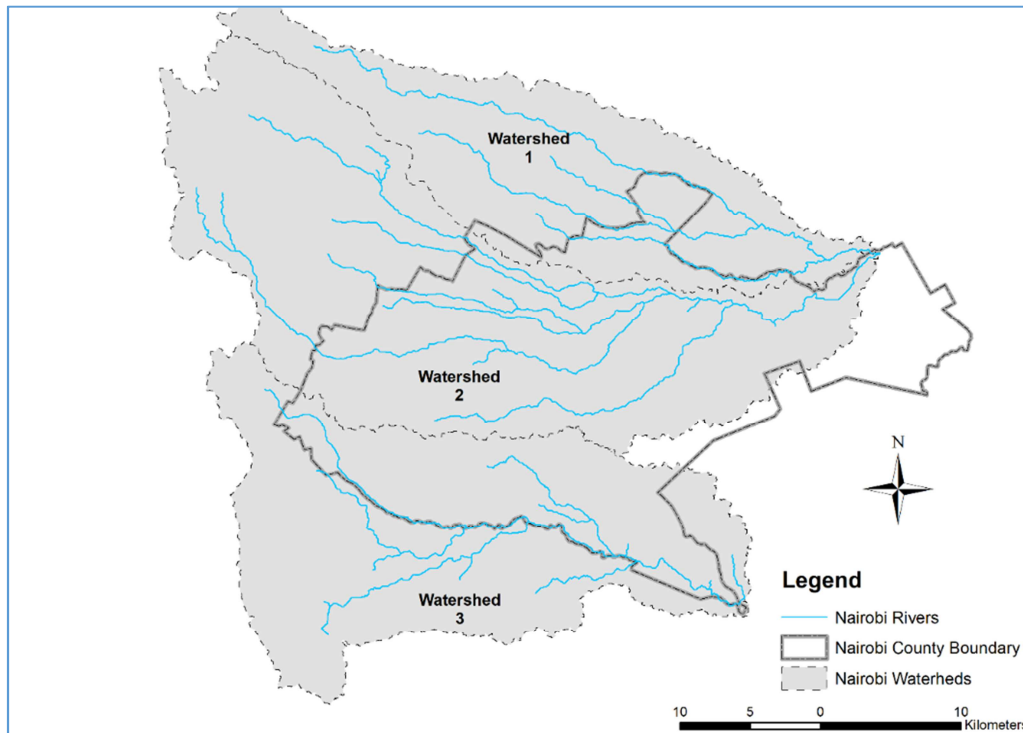 Watershed
1
Watershed
2
Watershed
3
N
Legend
Nairobi Rivers
Nairobi County Boundary
Nairobi Waterheds
10 5 0 10
Kilometers